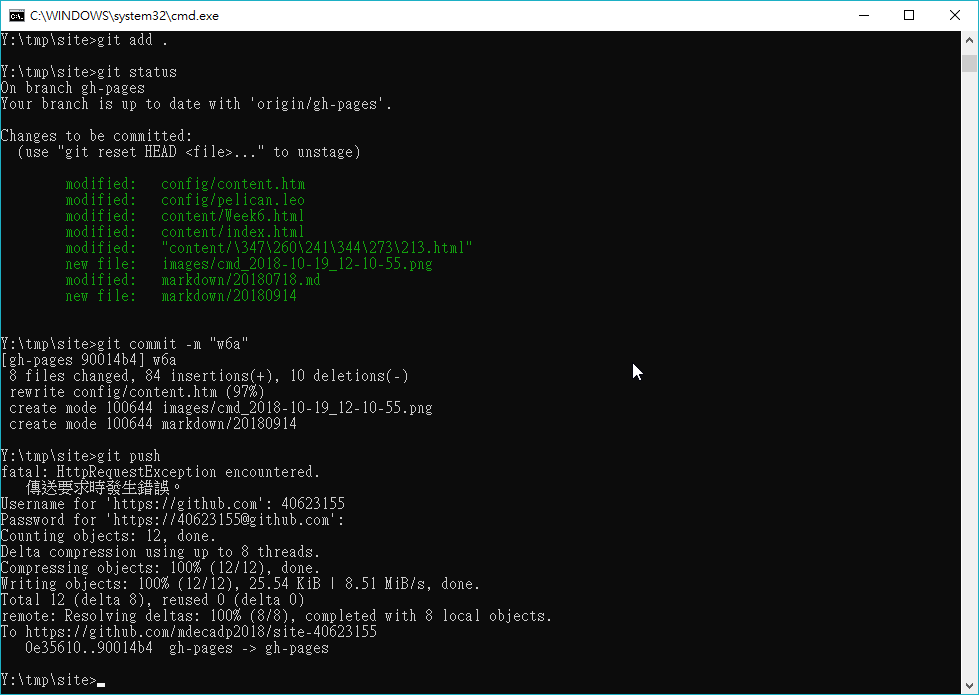 C:\WINDOWS\system32\cmd.exe
Y:\tmp\site>git add .
Y:\tmp\site>git status
On branch gh-pages
Your branch is up to date with 'origin/gh-pages'.
Changes to be committed:
  (use "git reset HEAD <file>..." to unstage)
        modified:   config/content.htm
        modified:   config/pelican.leo
        modified:   content/Week6.html
        modified:   content/index.html
        modified:   "content/\347\260\241\344\273\213.html"
        new file:   images/cmd_2018-10-19_12-10-55.png
        modified:   markdown/20180718.md
        new file:   markdown/20180914
Y:\tmp\site>git commit -m "w6a"
[gh-pages 90014b4] w6a
 8 files changed, 84 insertions(+), 10 deletions(-)
 rewrite config/content.htm (97%)
 create mode 100644 images/cmd_2018-10-19_12-10-55.png
 create mode 100644 markdown/20180914
Y:\tmp\site>git push
fatal: HttpRequestException encountered.
   傳送要求時發生錯誤。
Username for 'https://github.com': 40623155
Password for 'https://40623155@github.com':
Counting objects: 12, done.
Delta compression using up to 8 threads.
Compressing objects: 100% (12/12), done.
Writing objects: 100% (12/12), 25.54 KiB | 8.51 MiB/s, done.
Total 12 (delta 8), reused 0 (delta 0)
remote: Resolving deltas: 100% (8/8), completed with 8 local objects.
To https://github.com/mdecadp2018/site-40623155
   0e35610..90014b4  gh-pages -> gh-pages
Y:\tmp\site>